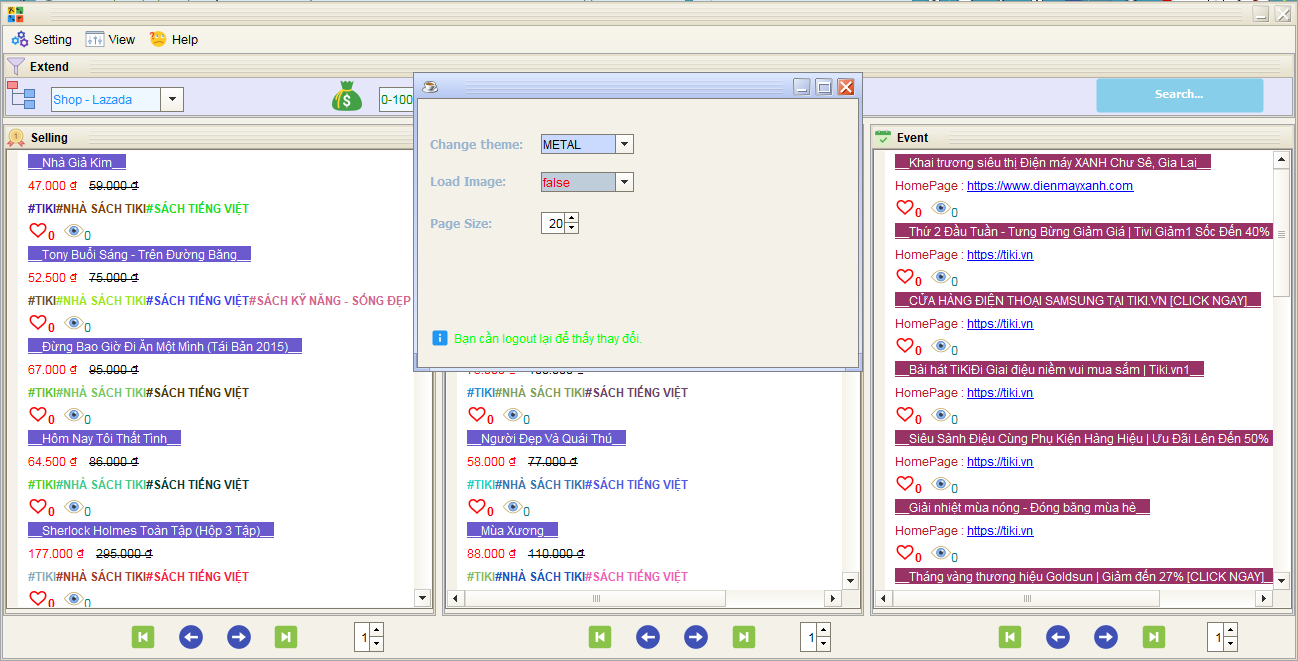 Setting View Help
Extend
Shop - Lazada
0-100
Search...
Selling
__Nhà Giả Kim__
47.000 ₫ 59.000 ₫
#TIKI#NHÀ SÁCH TIKI#SÁCH TIẾNG VIỆT
0 0
__Tony Buổi Sáng - Trên Đường Băng__
52.500 ₫ 75.000 ₫
#TIKI#NHÀ SÁCH TIKI#SÁCH TIẾNG VIỆT#SÁCH KỸ NĂNG - SÓNG ĐẸP
0 0
__Đừng Bao Giờ Đi Ăn Một Mình (Tái Bản 2015)__
67.000 ₫ 95.000 ₫
#TIKI#NHÀ SÁCH TIKI#SÁCH TIẾNG VIỆT
0 0
__Hôm Nay Tôi Thất Tình__
64.500 ₫ 86.000 ₫
#TIKI#NHÀ SÁCH TIKI#SÁCH TIẾNG VIỆT
0 0
__Sherlock Holmes Toàn Tập (Hộp 3 Tập)__
177.000 ₫ 295.000 ₫
#TIKI#NHÀ SÁCH TIKI#SÁCH TIẾNG VIỆT
0 0
1
Change theme: METAL
Load Image: false
Page Size: 20
Bạn cần logout lại để thấy thay đổi.
#TIKI#NHÀ SÁCH TIKI#SÁCH TIẾNG VIỆT
0 0
__Người Đẹp Và Quái Thú__
58.000 ₫ 77.000 ₫
#TIKI#NHÀ SÁCH TIKI#SÁCH TIẾNG VIỆT
0 0
__Mùa Xương__
88.000 ₫ 110.000 ₫
#TIKI#NHÀ SÁCH TIKI#SÁCH TIẾNG VIỆT
1
Event
__Khai trương siêu thị Điện máy XANH Chư Sê, Gia Lai__
HomePage : https://www.dienmayxanh.com
0 0
__Thứ 2 Đầu Tuần - Tưng Bừng Giảm Giá | Tivi Giảm1 Sốc Đến 40%
HomePage : https://tiki.vn
0 0
__CỬA HÀNG ĐIỆN THOẠI SAMSUNG TẠI TIKI.VN [CLICK NGAY]__
HomePage : https://tiki.vn
0 0
__Bài hát TiKiĐi Giai điệu niềm vui mua sắm | Tiki.vn1__
HomePage : https://tiki.vn
0 0
__Siêu Sành Điệu Cùng Phụ Kiện Hàng Hiệu | Ưu Đãi Lên Đến 50%
HomePage : https://tiki.vn
0 0
__Giải nhiệt mùa nóng - Đóng băng mùa hè__
HomePage : https://tiki.vn
0 0
__Tháng vàng thương hiệu Goldsun | Giảm đến 27% [CLICK NGAY]__
1